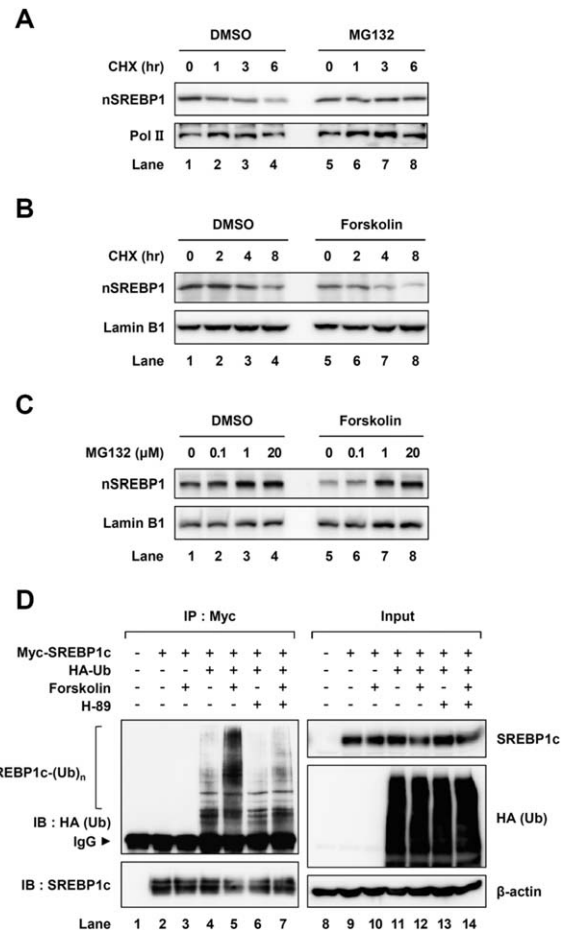 A
DMSO MG132
CHX (hr) 0 1 3 6 0 1 3 6
nSREBP1
Pol II
Lane 1 2 3 4 5 6 7 8
B
DMSO Forskolin
CHX (hr) 0 2 4 8 0 2 4 8
nSREBP1
Lamin B1
Lane 1 2 3 4 5 6 7 8
C
DMSO Forskolin
MG132 (μM) 0 0.1 1 20 0 0.1 1 20
nSREBP1
Lamin B1
Lane 1 2 3 4 5 6 7 8
D
IP : Myc Input
Myc-SREBP1c - + + + + + + - + + + + + +
HA-Ub - - - + + + + - - - + + + +
Forskolin - - + - + - + - - + - + - +
H-89 - - - - - + + - - - - - + +
REBP1c-(Ub)n
SREBP1c
IB : HA (Ub)
HA (Ub)
IgG ►
IB : SREBP1c
β-actin
Lane 1 2 3 4 5 6 7 8 9 10 11 12 13 14